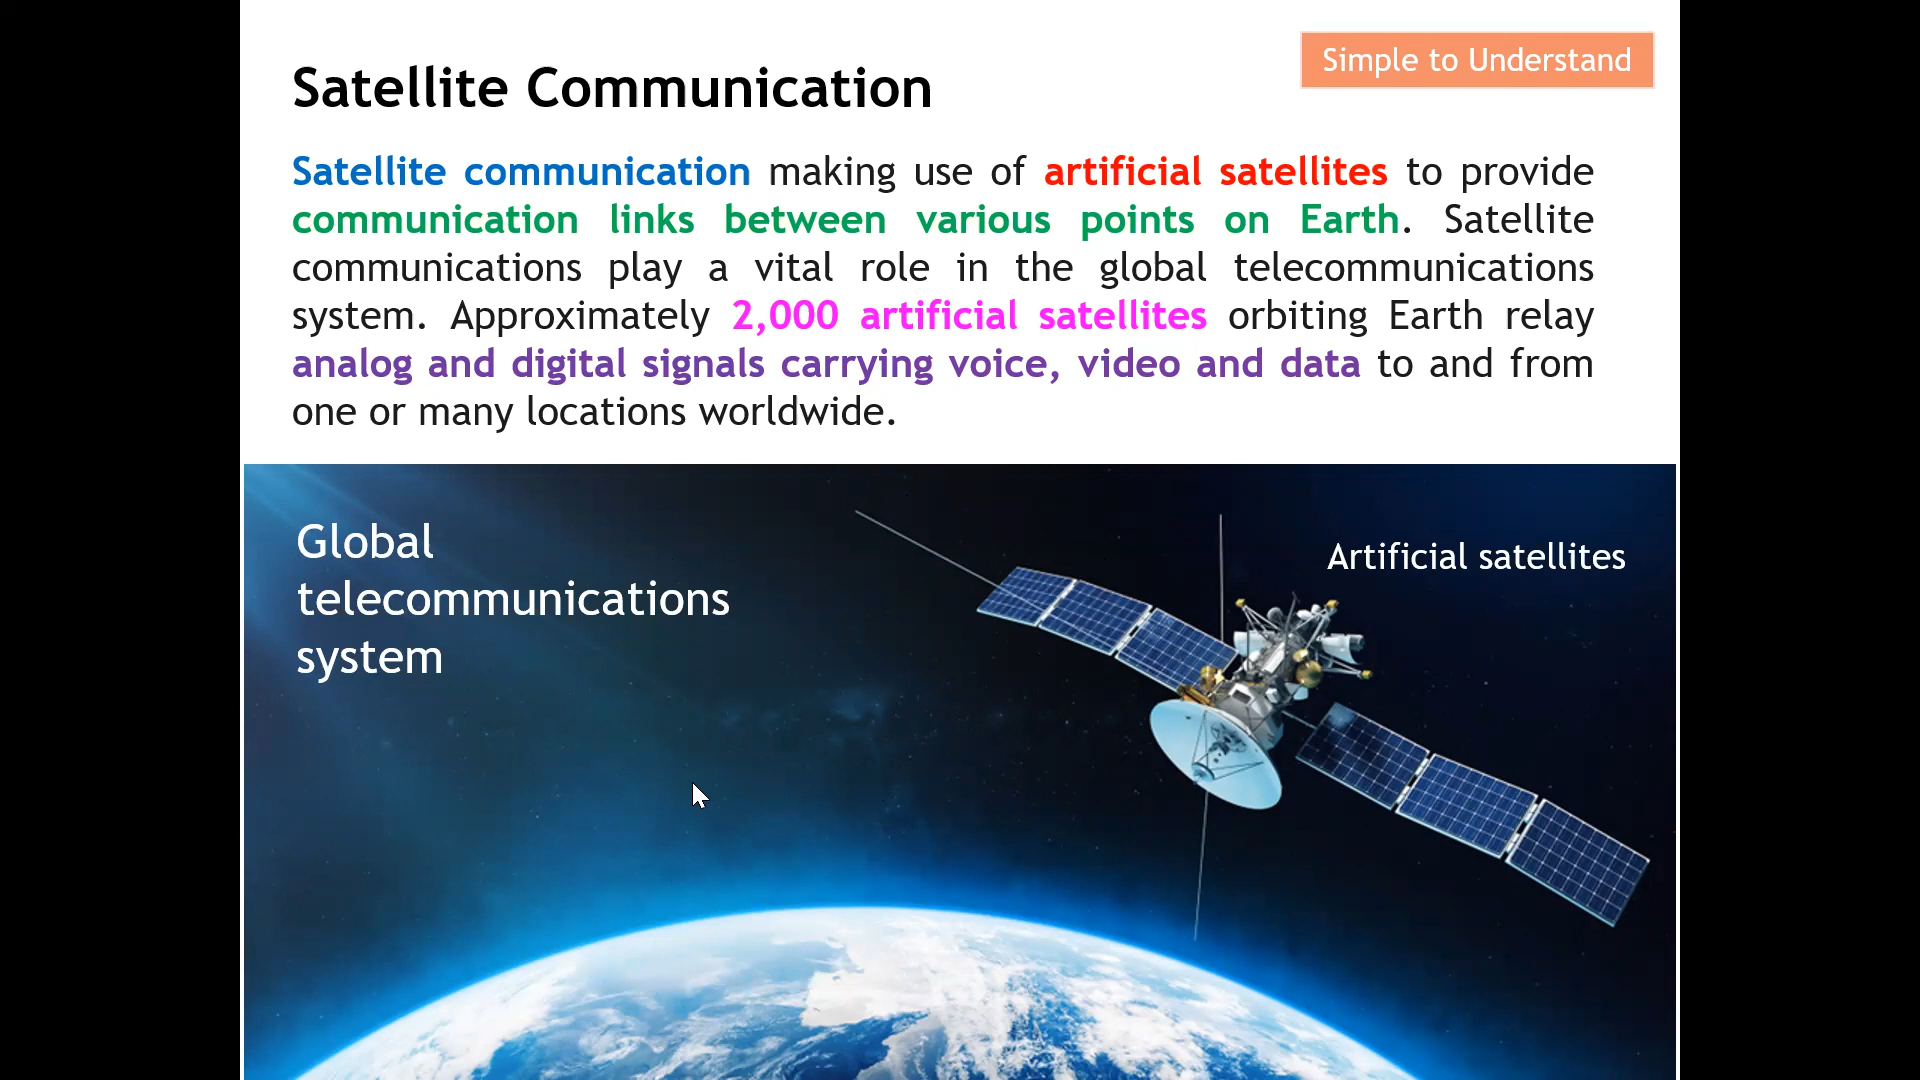 Simple to Understand
Satellite Communication
Satellite communication making use of artificial satellites to provide
communication links between various points on Earth. Satellite
communications play a vital role in the global telecommunications
system. Approximately 2,000 artificial satellites orbiting Earth relay
analog and digital signals carrying voice, video and data to and from
one or many locations worldwide.
Global
telecommunications
system
Artificial satellites